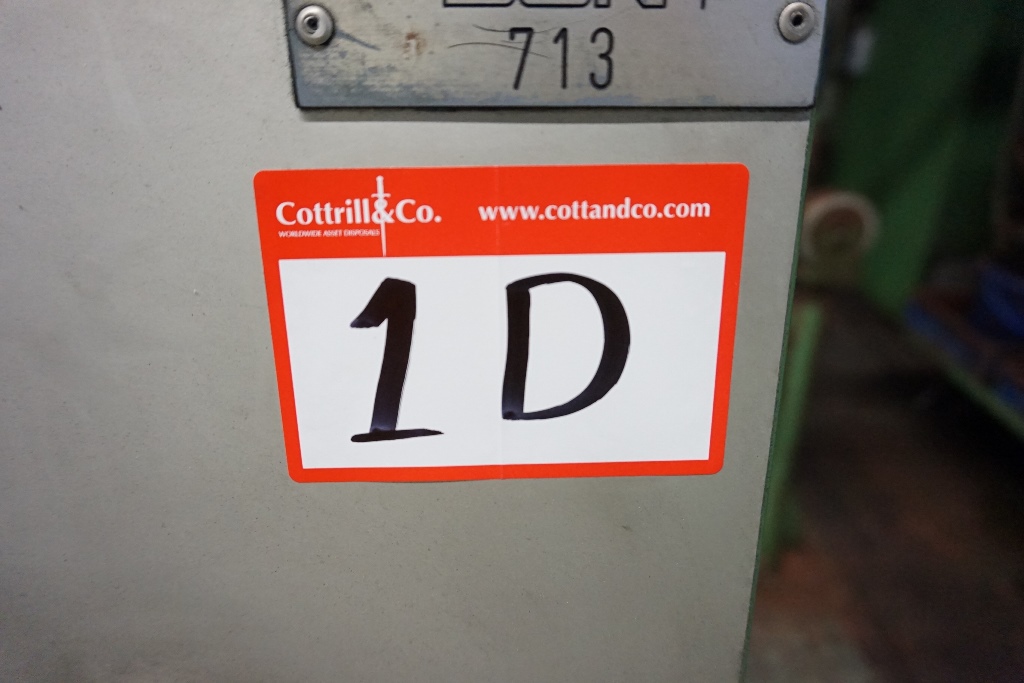 713
Cottrill&Co. www.cottandco.com
WORLDWIDE ASSET DISPOSALS
1D